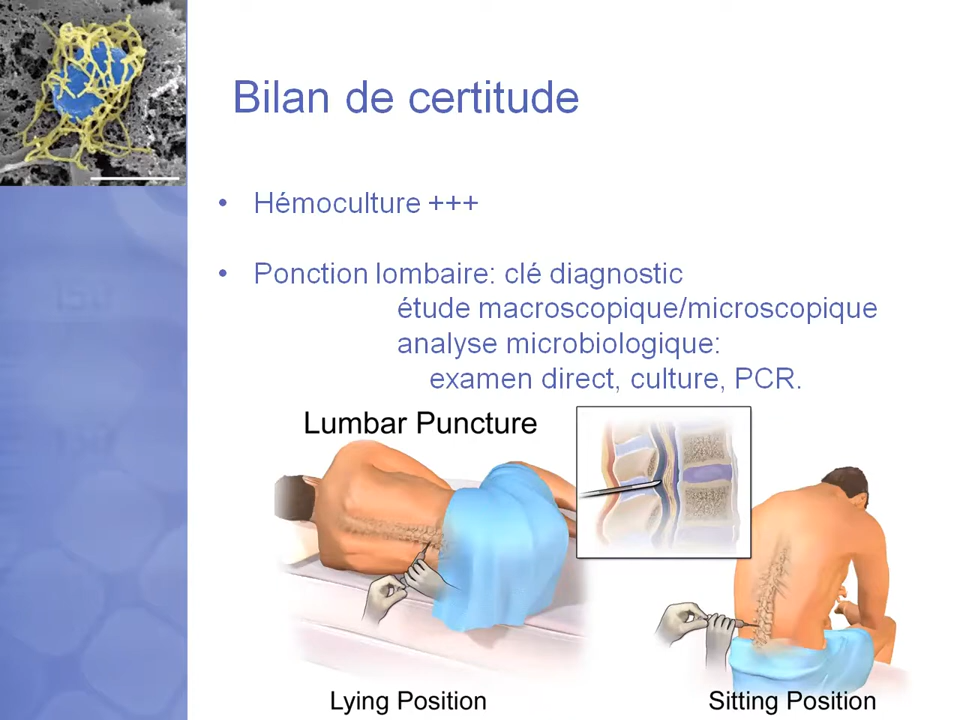 Bilan de certitude
• Hémoculture +++
• Ponction lombaire: clé diagnostic
étude macroscopique/microscopique
analyse microbiologique:
examen direct, culture, PCR.
Lumbar Puncture
Lying Position
Sitting Position